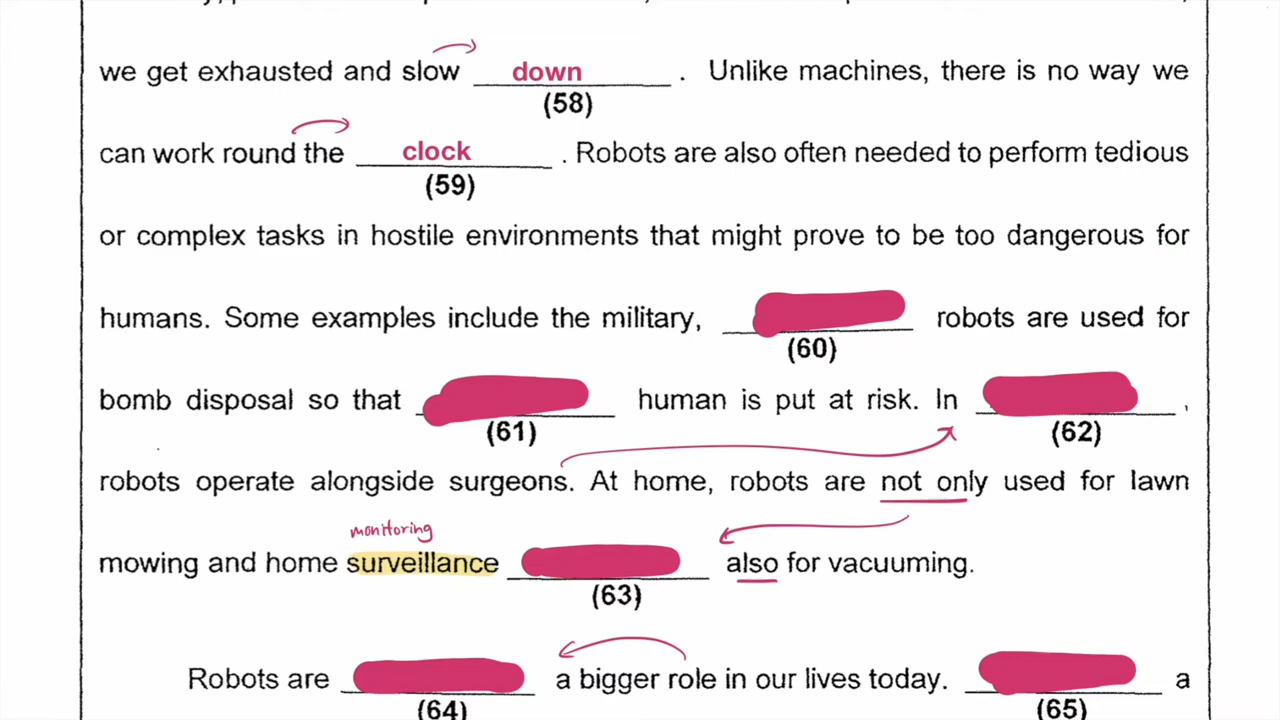 we get exhausted and slow down . Unlike machines, there is no way we
(58)
can work round the clock . Robots are also often needed to perform tedious
(59)
or complex tasks in hostile environments that might prove to be too dangerous for
humans. Some examples include the military, robots are used for
(60)
bomb disposal so that human is put at risk. In ,
(61) (62)
robots operate alongside surgeons. At home, robots are not only used for lawn
monitoring
mowing and home surveillance also for vacuuming.
(63)
Robots are a bigger role in our lives today. a
(64) (65)